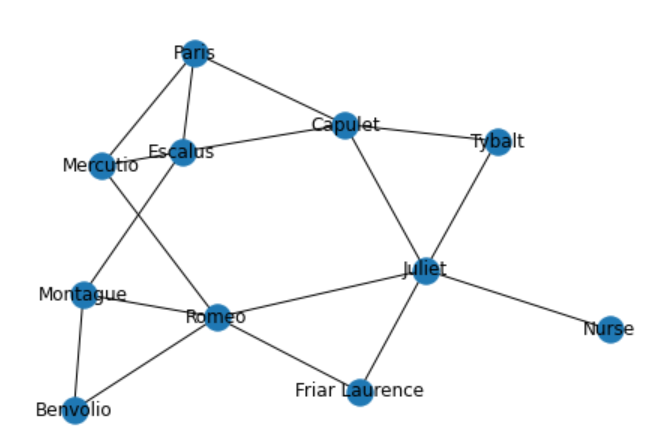 Paris
Capulet
Tybalt
Escalus
Mercutio
Juliet
Montague
Romeo
Nurse
Friar Laurence
Benvolio